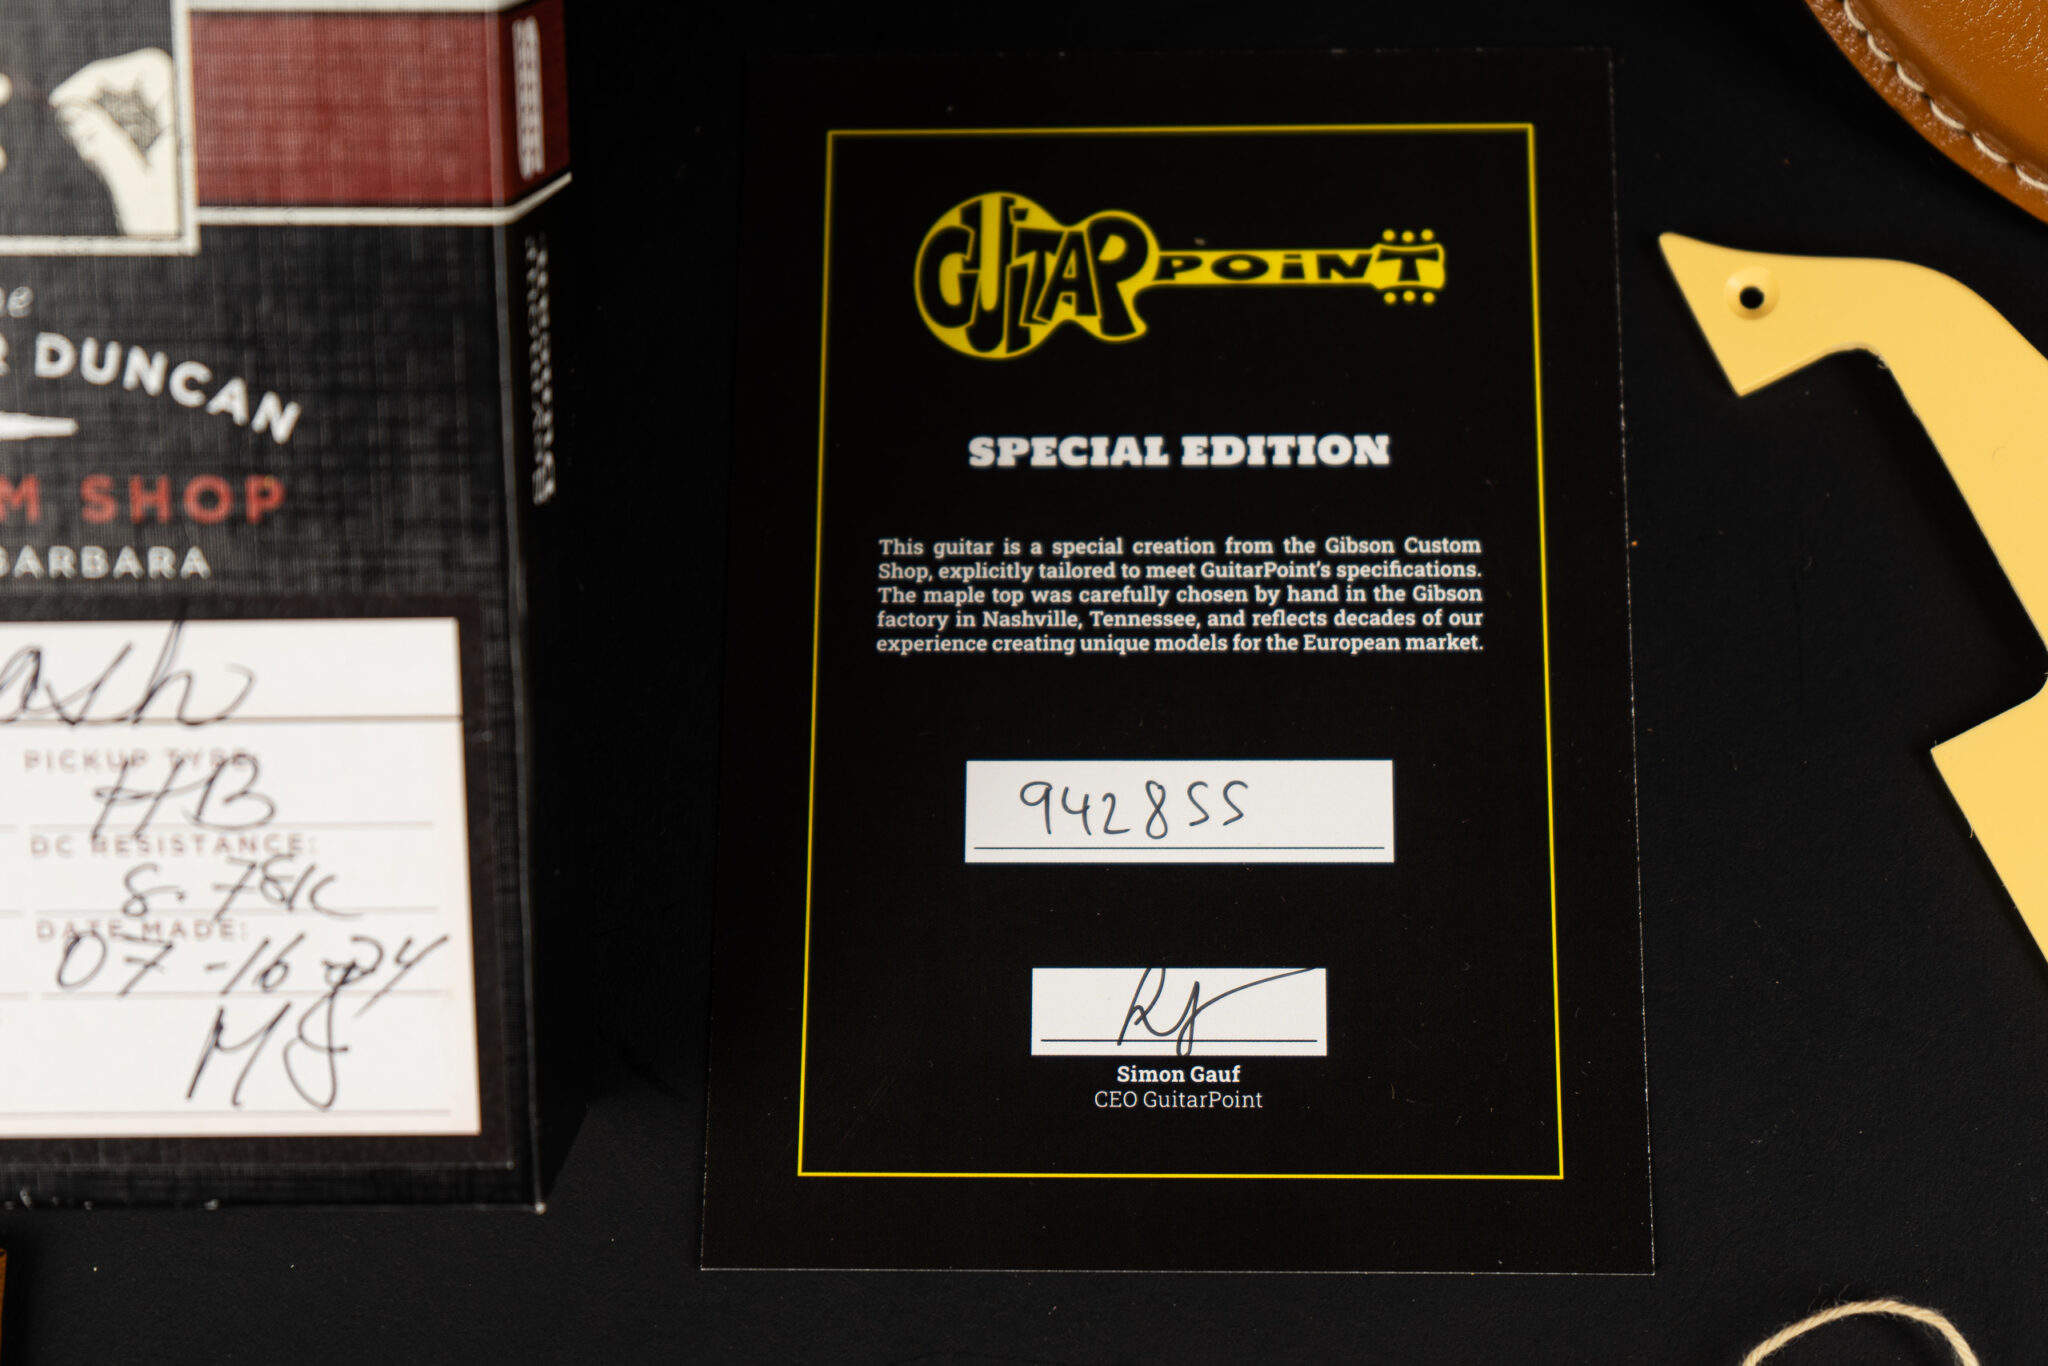 DUNCAN
SHOP
BARBARA
PICKUP TYPE:
HB
DC RESISTANCE:
8.78K
DATE MADE:
07-16-24
MJ
GUiTAR POiNT
SPECIAL EDITION
This guitar is a special creation from the Gibson Custom
Shop, explicitly tailored to meet GuitarPoint's specifications.
The maple top was carefully chosen by hand in the Gibson
factory in Nashville, Tennessee, and reflects decades of our
experience creating unique models for the European market.
942855
Simon Gauf
CEO GuitarPoint